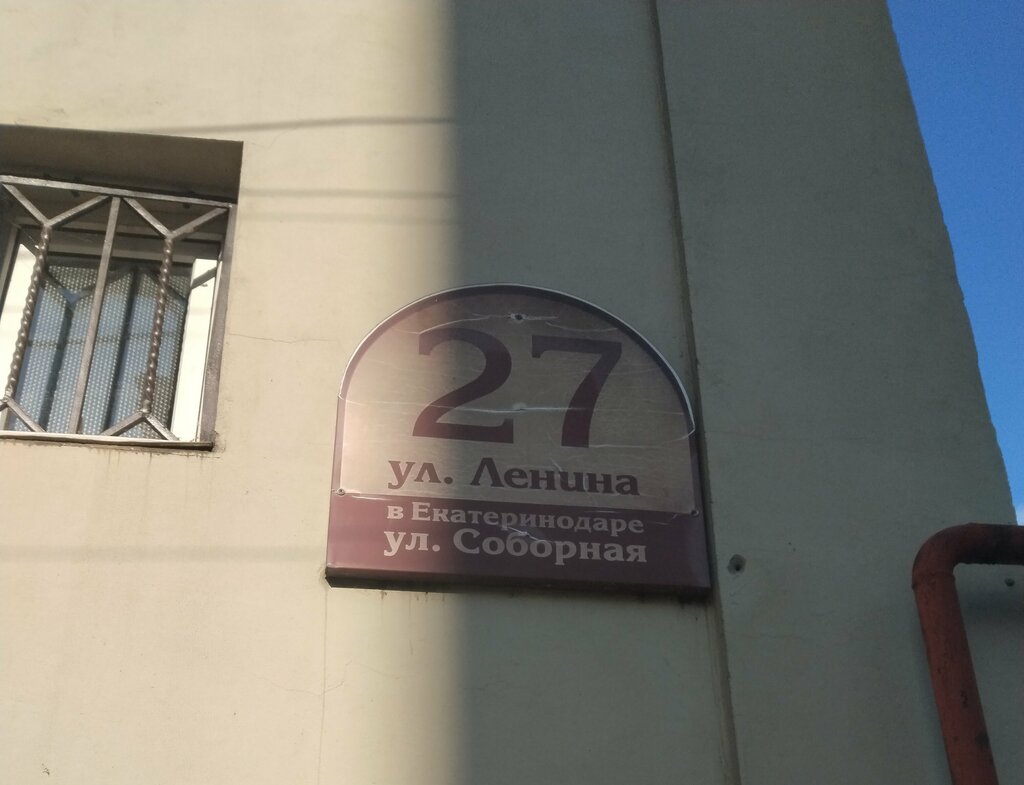 27
ул. Ленина
в Екатеринодаре
ул. Соборная